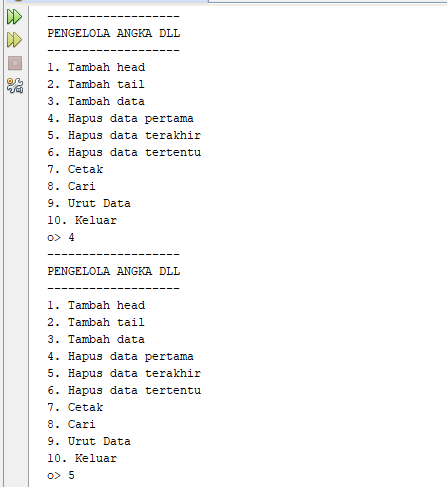 -------------------
PENGELOLA ANGKA DLL
-------------------
1. Tambah head
2. Tambah tail
3. Tambah data
4. Hapus data pertama
5. Hapus data terakhir
6. Hapus data tertentu
7. Cetak
8. Cari
9. Urut Data
10. Keluar
o> 4
-------------------
PENGELOLA ANGKA DLL
-------------------
1. Tambah head
2. Tambah tail
3. Tambah data
4. Hapus data pertama
5. Hapus data terakhir
6. Hapus data tertentu
7. Cetak
8. Cari
9. Urut Data
10. Keluar
o> 5